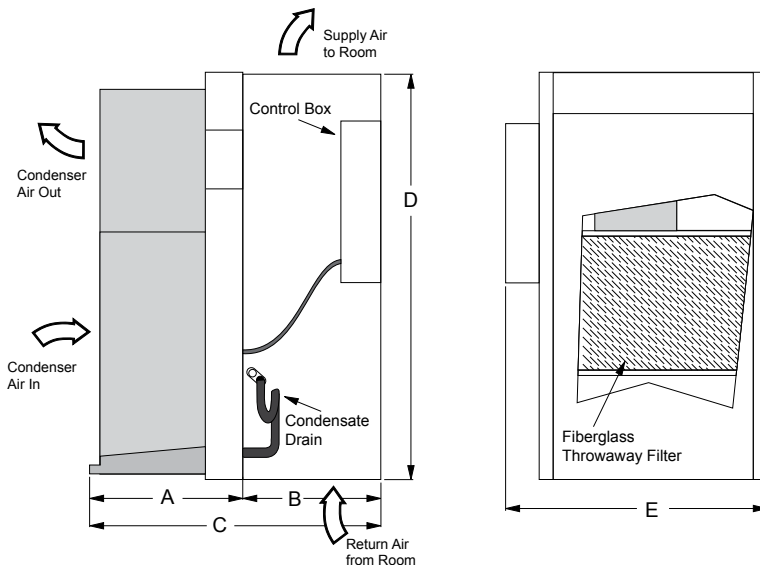 Supply Air
to Room
Control Box
Condenser
Air Out
D
Condenser
Air In
Condensate
Drain
Fiberglass
Throwaway Filter
A
B
C
E
Return Air
from Room